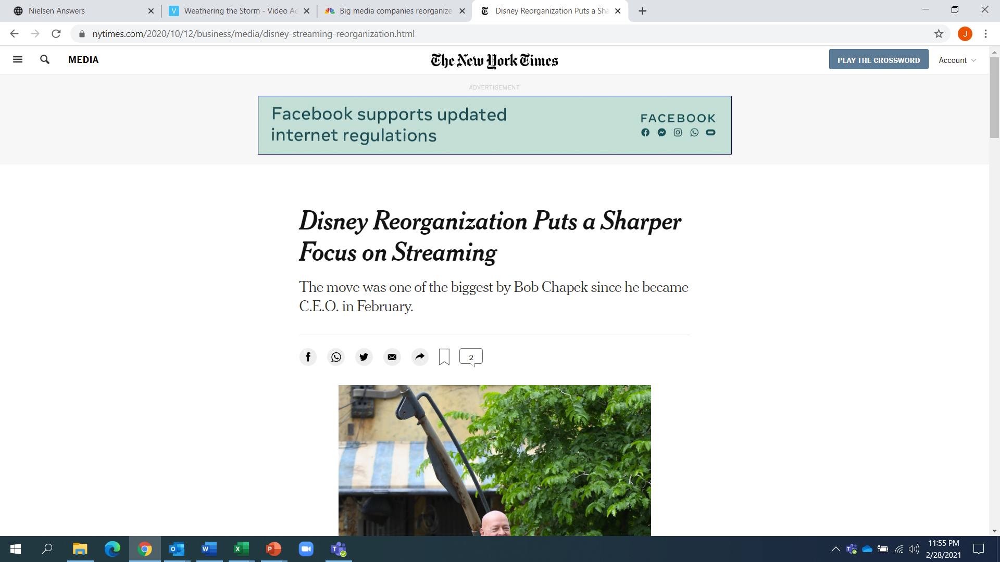 Nielsen Answers
Weathering the Storm - Video Ac
Big media companies reorganize
Disney Reorganization Puts a Sha
nytimes.com/2020/10/12/business/media/disney-streaming-reorganization.html
J
MEDIA
The New York Times
PLAY THE CROSSWORD
Account
ADVERTISEMENT
Facebook supports updated
internet regulations
FACEBOOK
Disney Reorganization Puts a Sharper
Focus on Streaming
The move was one of the biggest by Bob Chapek since he became
C.E.O. in February.
2
11:55 PM
2/28/2021